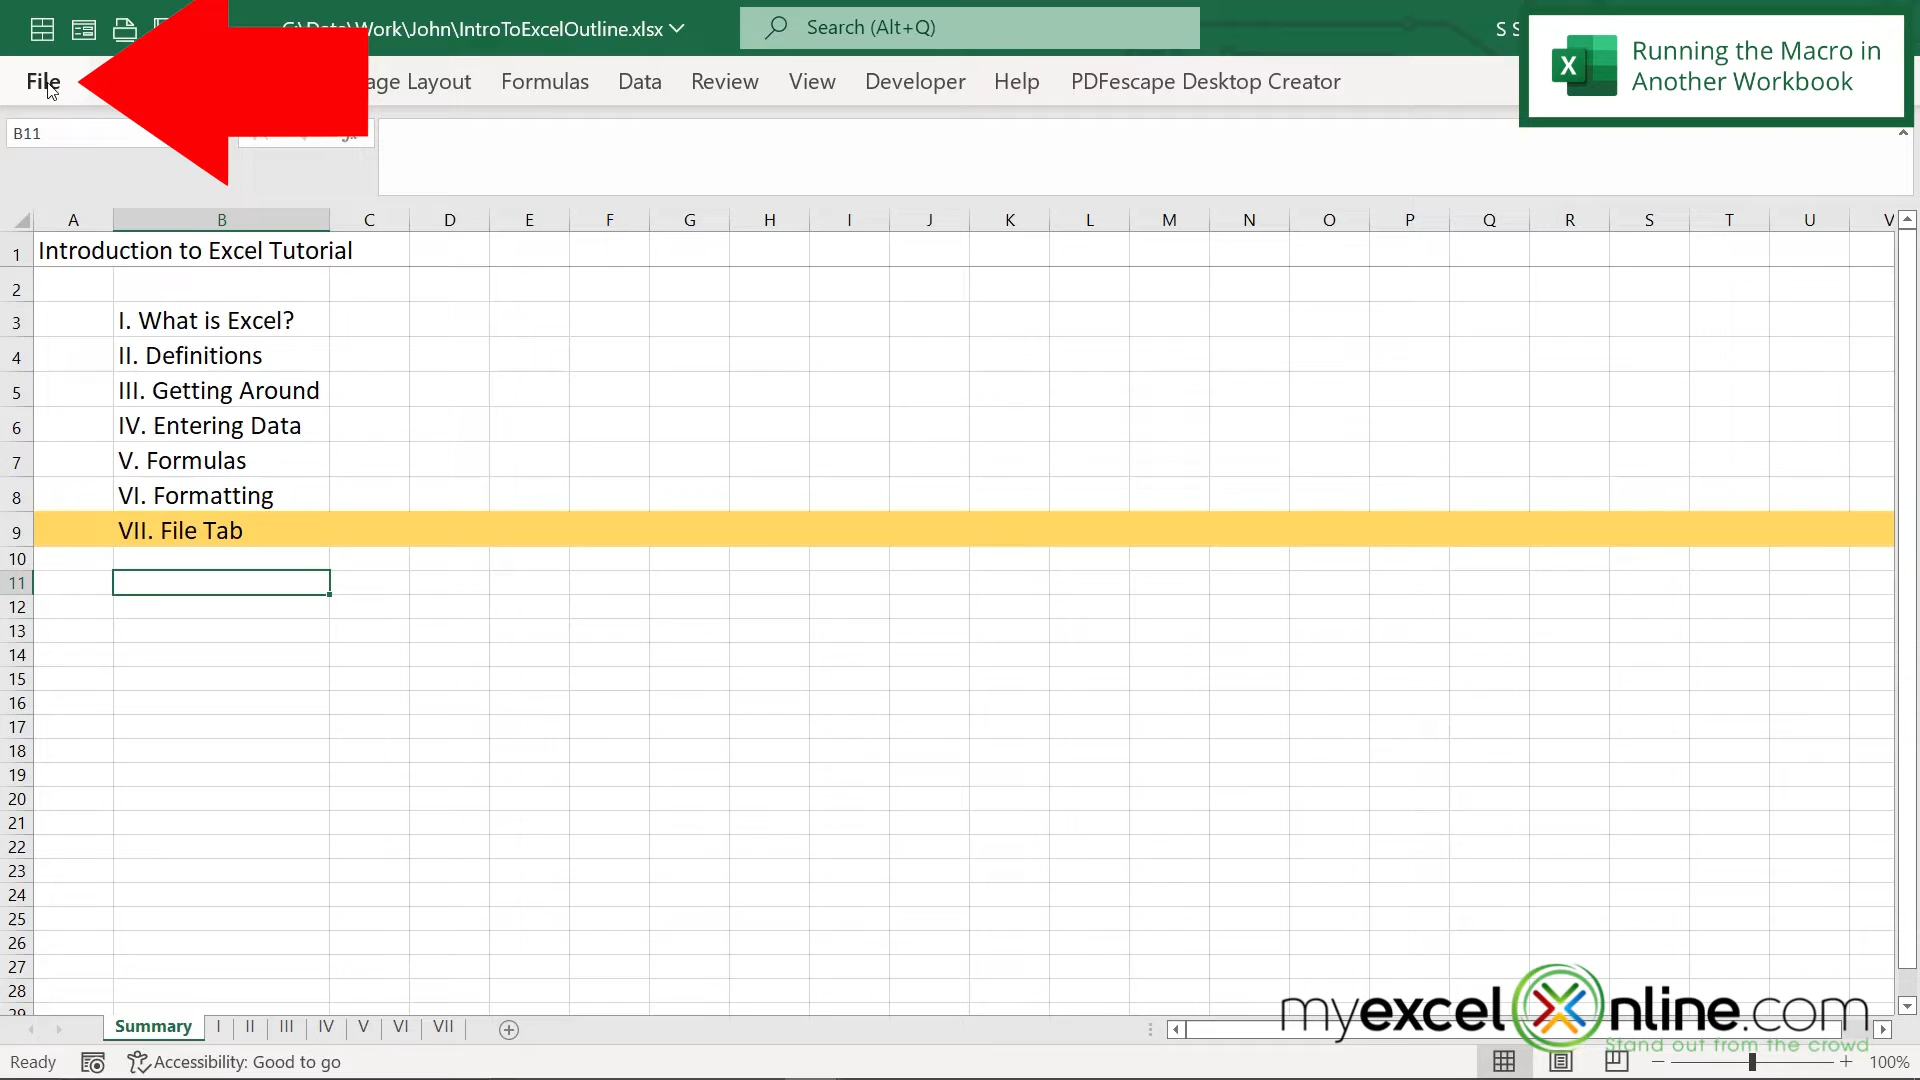 C:\Data\Work\John\IntroToExcelOutline.xlsx
Search (Alt+Q)
S S
Running the Macro in
Another Workbook
File
age Layout
Formulas
Data
Review
View
Developer
Help
PDFescape Desktop Creator
B11
A B C D E F G H I J K L M N O P Q R S T U V
1 Introduction to Excel Tutorial
2
3 I. What is Excel?
4 II. Definitions
5 III. Getting Around
6 IV. Entering Data
7 V. Formulas
8 VI. Formatting
9 VII. File Tab
10
11
12
13
14
15
16
17
18
19
20
21
22
23
24
25
26
27
28
29
Summary I II III IV V VI VII
myexcelonline.com
Stand out from the crowd
Ready
Accessibility: Good to go
100%